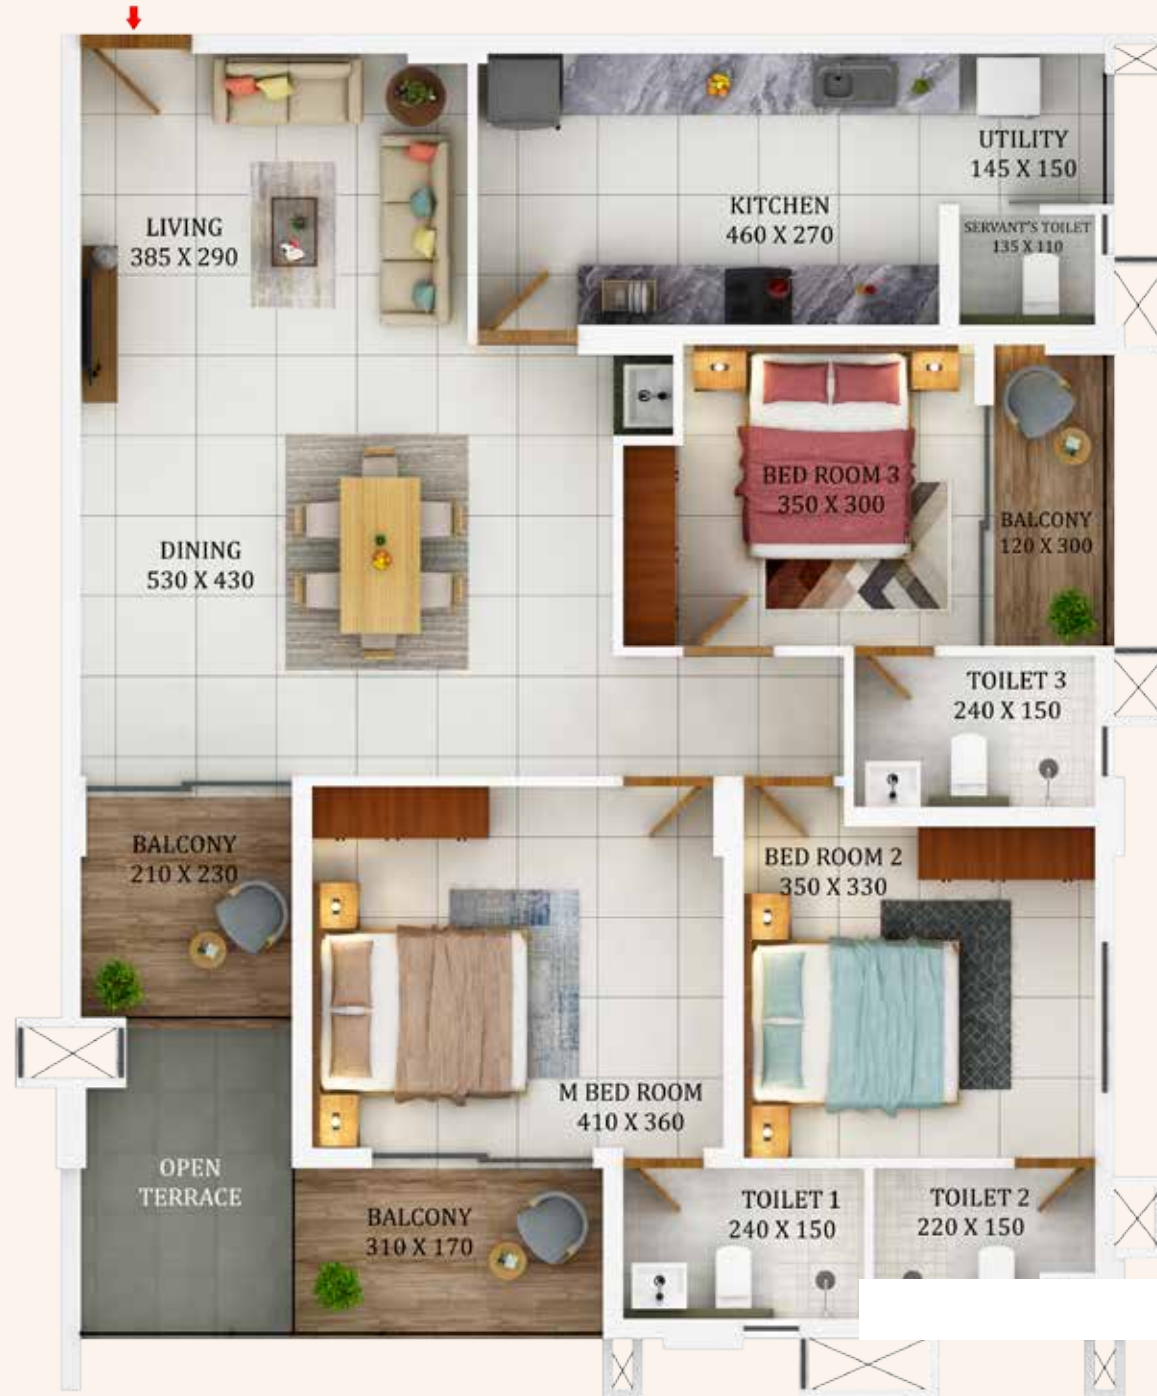 UTILITY
145 X 150
KITCHEN
460 X 270
SERVANT'S TOILET
135 X 110
LIVING
385 X 290
BED ROOM 3
350 X 300
BALCONY
120 X 300
DINING
530 X 430
TOILET 3
240 X 150
BALCONY
210 X 230
BED ROOM 2
350 X 330
M BED ROOM
410 X 360
OPEN
TERRACE
BALCONY
310 X 170
TOILET 1
240 X 150
TOILET 2
220 X 150